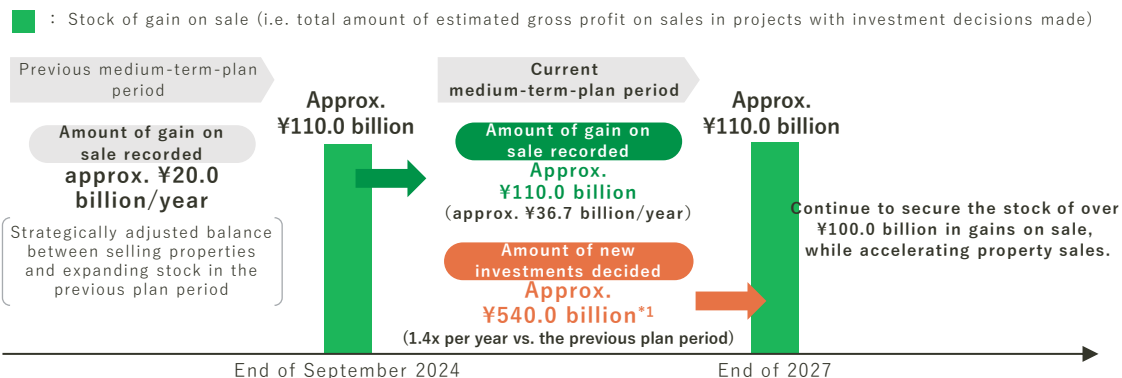 : Stock of gain on sale (i.e. total amount of estimated gross profit on sales in projects with investment decisions made)
Previous medium-term-plan
period
Amount of gain on
sale recorded
approx. ¥20.0
billion/year
Strategically adjusted balance
between selling properties
and expanding stock in the
previous plan period
Approx.
¥110.0 billion
Current
medium-term-plan period
Amount of gain on
sale recorded
Approx.
¥110.0 billion
(approx. ¥36.7 billion/year)
Amount of new
investments decided
Approx.
¥540.0 billion*1
(1.4x per year vs. the previous plan period)
Approx.
¥110.0 billion
Continue to secure the stock of over
¥100.0 billion in gains on sale,
while accelerating property sales.
End of September 2024
End of 2027